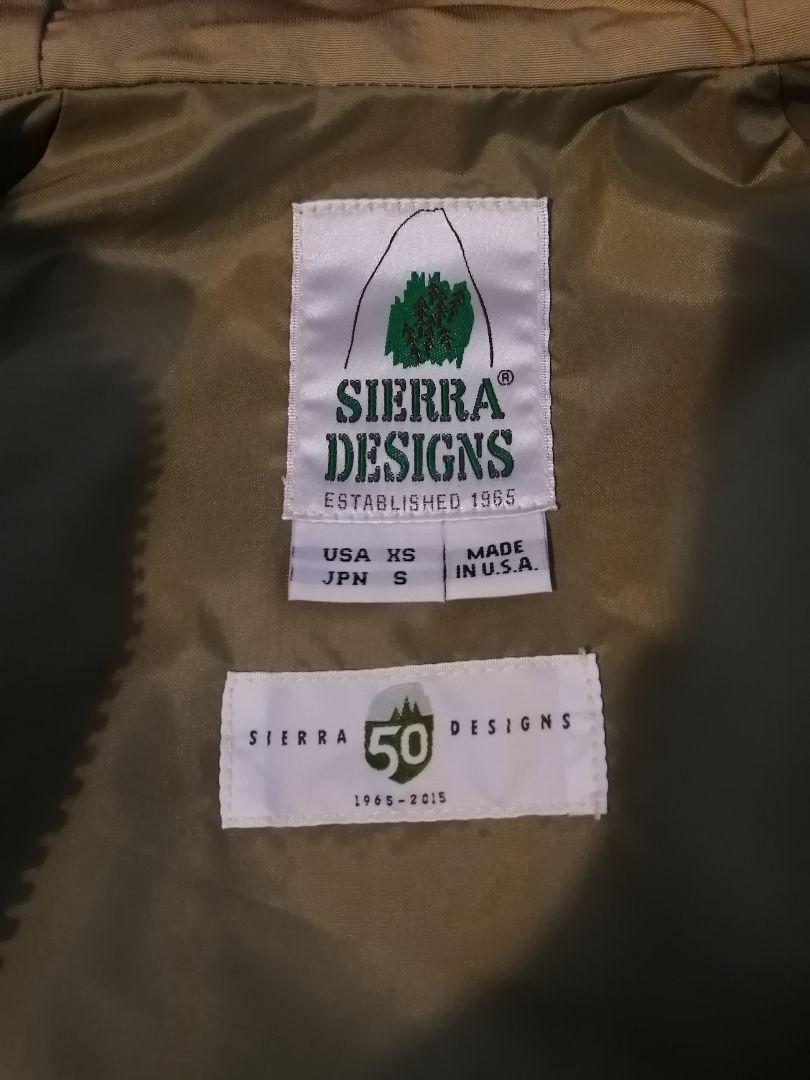 SIERRA®
DESIGNS
ESTABLISHED 1965
USA XS
JPN S
MADE
IN U.S.A.
SIERRA 50 DESIGNS
1965-2015